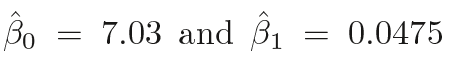 β̂₀ = 7.03 and β̂₁ = 0.0475